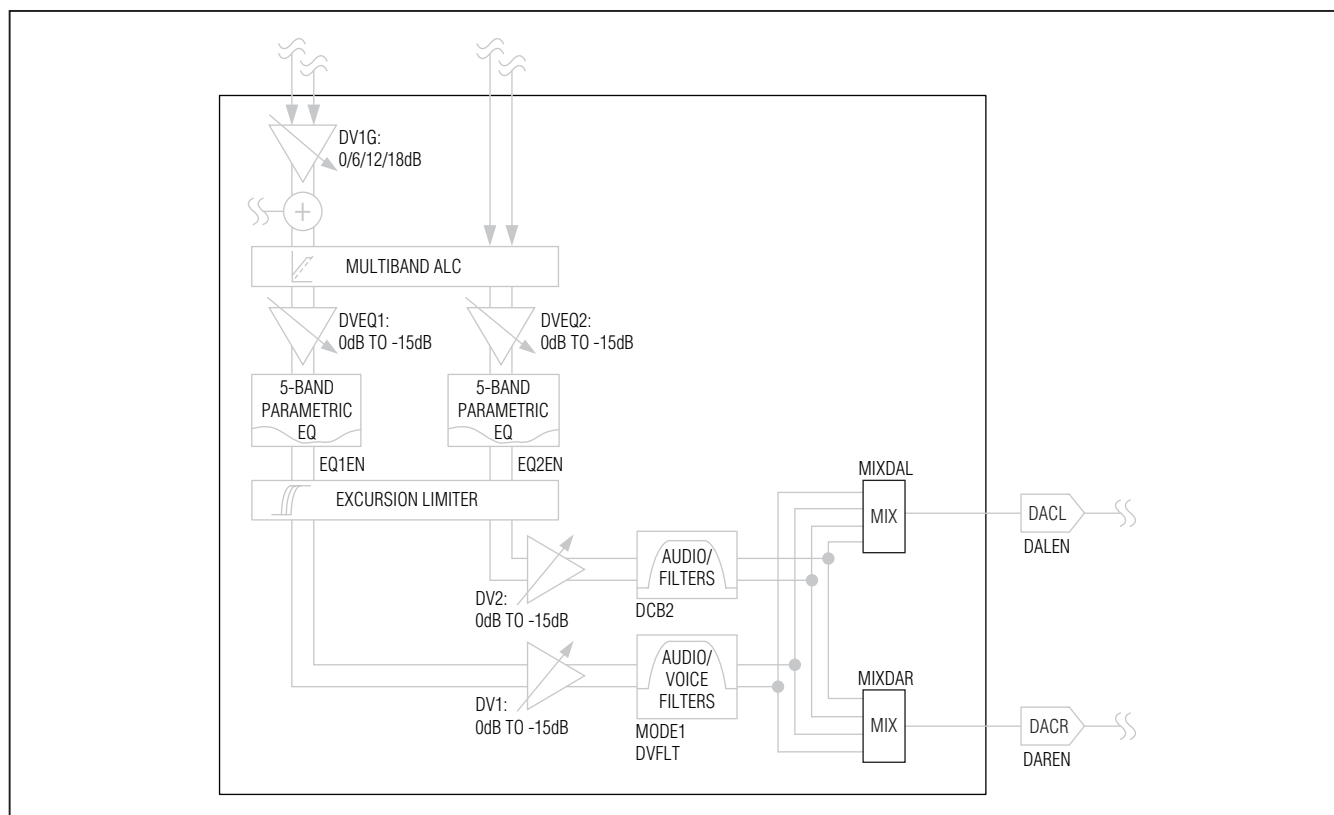 DV1G:
0/6/12/18dB
+
MULTIBAND ALC
DVEQ1:
0dB TO -15dB
DVEQ2:
0dB TO -15dB
5-BAND
PARAMETRIC
EQ
5-BAND
PARAMETRIC
EQ
EQ1EN
EQ2EN
EXCURSION LIMITER
MIXDAL
MIX
DACL
DALEN
AUDIO/
FILTERS
DCB2
DV2:
0dB TO -15dB
AUDIO/
VOICE
FILTERS
MODE1
DVFLT
DV1:
0dB TO -15dB
MIXDAR
MIX
DACR
DAREN